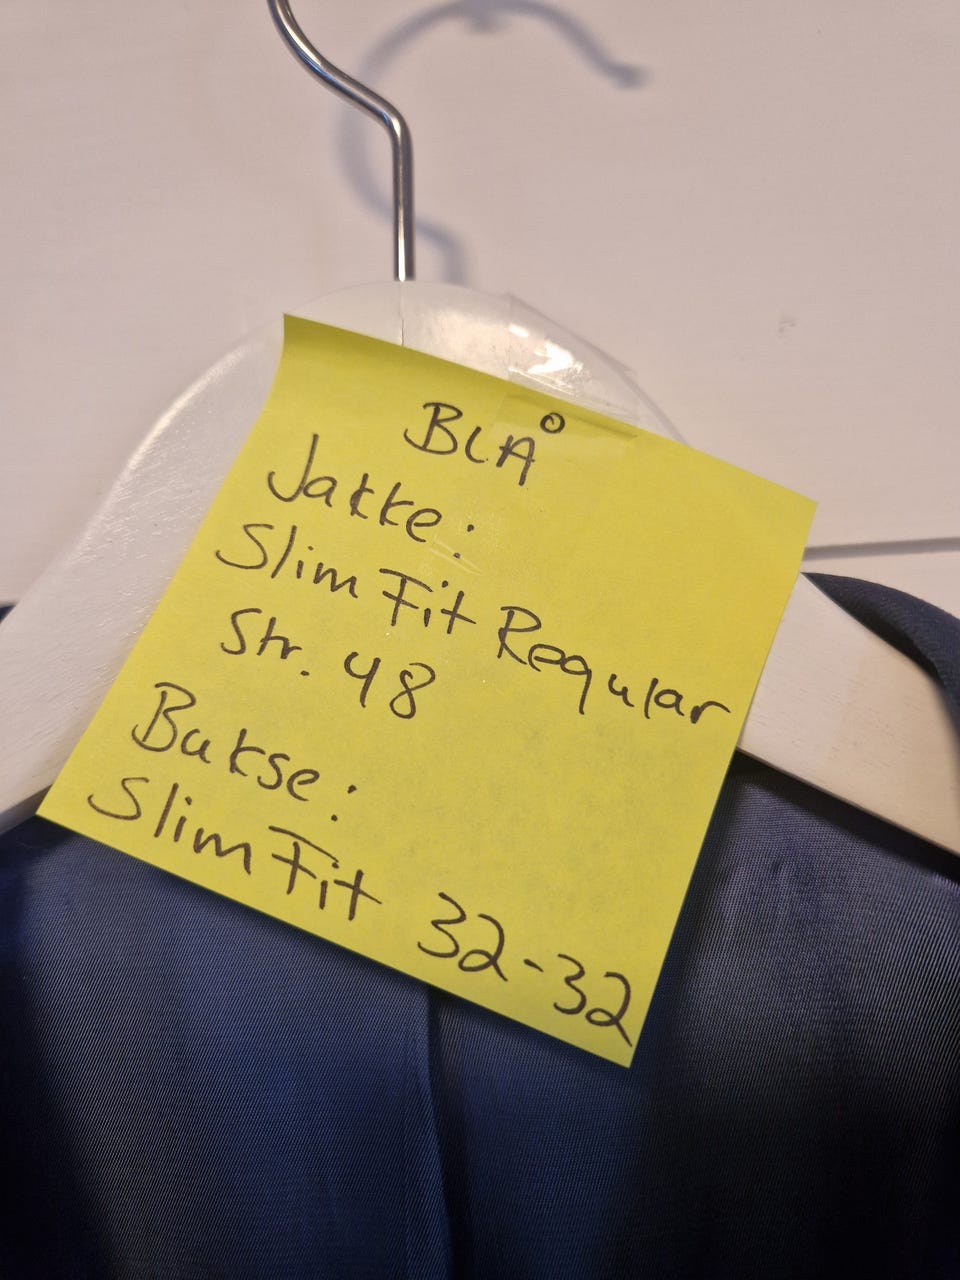 BLÅ
Jakke:
Slim Fit Regular
Str. 48
Bukse:
Slim Fit 32-32